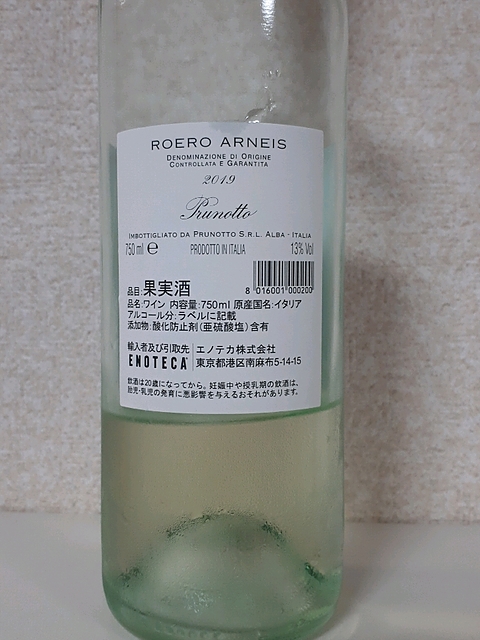 ROERO ARNEIS
DENOMINAZIONE DI ORIGINE
CONTROLLATA E GARANTITA
2019
Prunotto
IMBOTTIGLIATO DA PRUNOTTO S.R.L. ALBA - ITALIA
750 ml e PRODOTTO IN ITALIA 13% Vol
8 016001 000200
品目:果実酒
品名:ワイン 内容量:750ml 原産国名:イタリア
アルコール分:ラベルに記載
添加物:酸化防止剤(亜硫酸塩)含有
輸入者及び引取先 エノテカ株式会社
ENOTECA 東京都港区南麻布5-14-15
飲酒は20歳になってから。妊娠中や授乳期の飲酒は、
胎児・乳児の発育に悪影響を与えるおそれがあります。